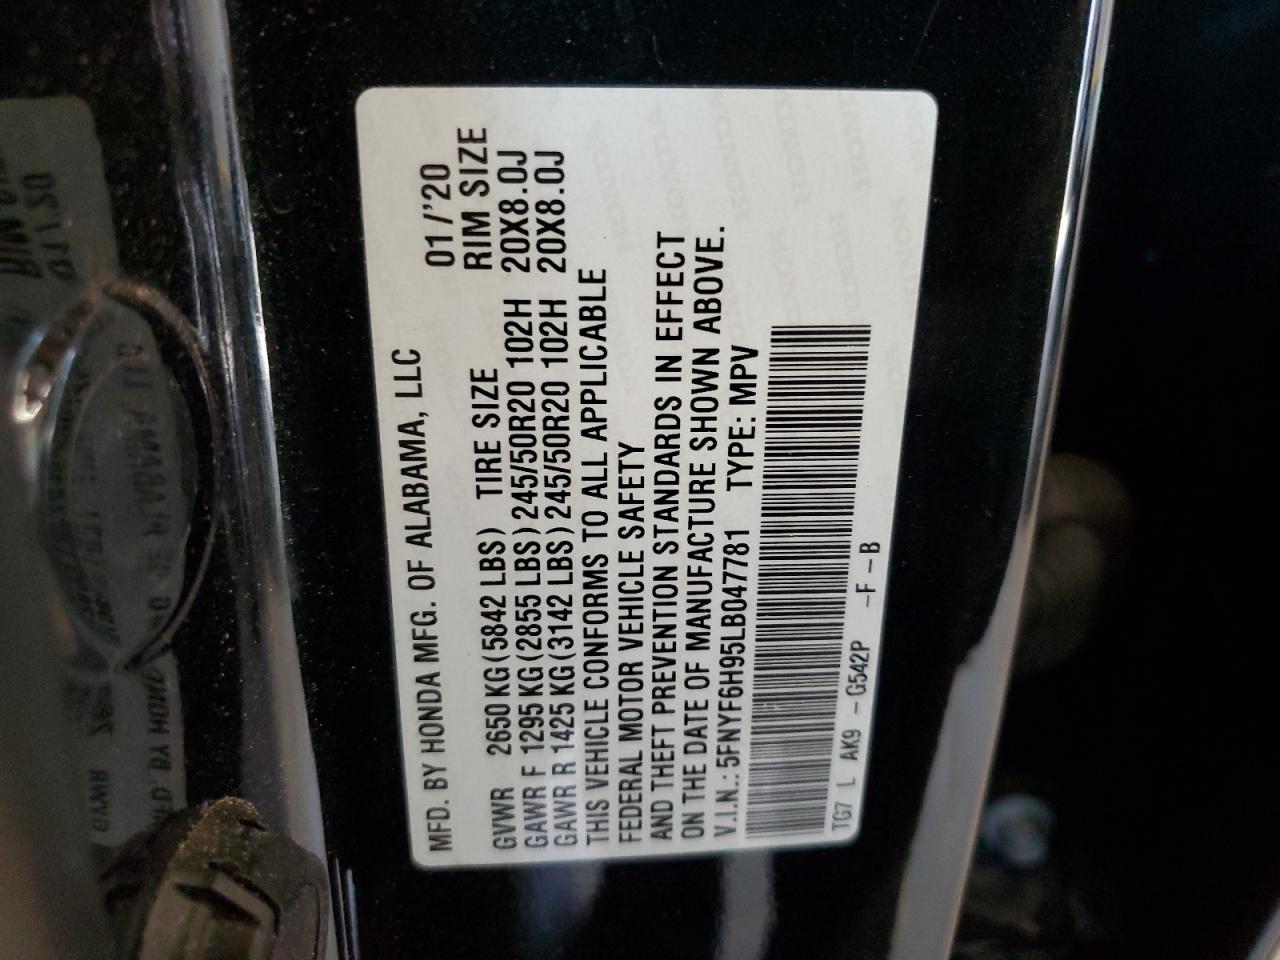 MFD. BY HONDA MFG. OF ALABAMA, LLC 01/'20
GVWR 2650 KG(5842 LBS) TIRE SIZE RIM SIZE
GAWR F 1295 KG(2855 LBS) 245/50R20 102H 20X8.0J
GAWR R 1425 KG(3142 LBS) 245/50R20 102H 20X8.0J
THIS VEHICLE CONFORMS TO ALL APPLICABLE
FEDERAL MOTOR VEHICLE SAFETY
AND THEFT PREVENTION STANDARDS IN EFFECT
ON THE DATE OF MANUFACTURE SHOWN ABOVE.
V.I.N.: 5FNYF6H95LB047781 TYPE: MPV
TG7 L AK9 -G542P -F -B